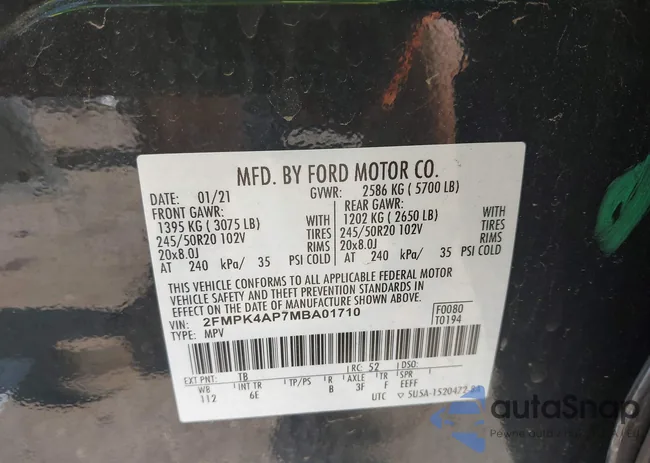 MFD. BY FORD MOTOR CO.
DATE: 01/21 GVWR: 2586 KG ( 5700 LB)
FRONT GAWR: REAR GAWR:
1395 KG ( 3075 LB) WITH 1202 KG ( 2650 LB) WITH
245/50R20 102V TIRES 245/50R20 102V TIRES
20x8.0J RIMS 20x8.0J RIMS
AT 240 kPa/ 35 PSI COLD AT 240 kPa/ 35 PSI COLD
THIS VEHICLE CONFORMS TO ALL APPLICABLE FEDERAL MOTOR
VEHICLE SAFETY AND THEFT PREVENTION STANDARDS IN
EFFECT ON THE DATE OF MANUFACTURE SHOWN ABOVE.
VIN: 2FMPK4AP7MBA01710 F0080
TYPE: MPV T0194
EXT PNT: TB RC: 52 DSO:
WB INT TR TP/PS R AXLE TR SPR
112 6E B 3F F EEFF
UTC 5U5A-1520472-
autaSnap